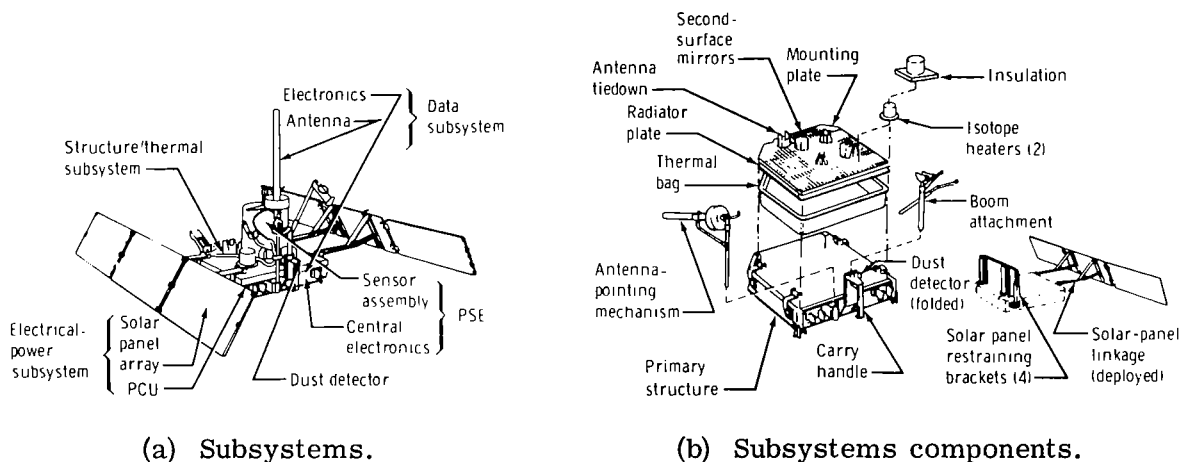 Electronics
Antenna
Data
subsystem
Structure/thermal
subsystem
Sensor
assembly
PSE
Central
electronics
Electrical-
power
subsystem
Solar
panel
array
PCU
Dust detector
(a) Subsystems.
Second-
surface
mirrors
Mounting
plate
Antenna
tiedown
Radiator
plate
Thermal
bag
Insulation
Isotope
heaters (2)
Boom
attachment
Antenna-
pointing
mechanism
Dust
detector
(folded)
Primary
structure
Carry
handle
Solar panel
restraining
brackets (4)
Solar-panel
linkage
(deployed)
(b) Subsystems components.